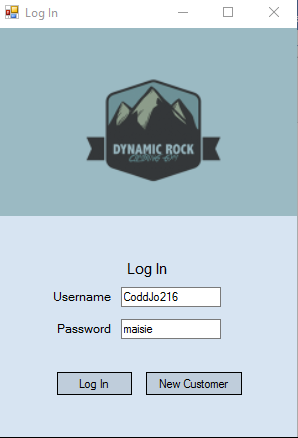 Log In
DYNAMIC ROCK
Log In
Username CoddJo216
Password maisie
Log In New Customer